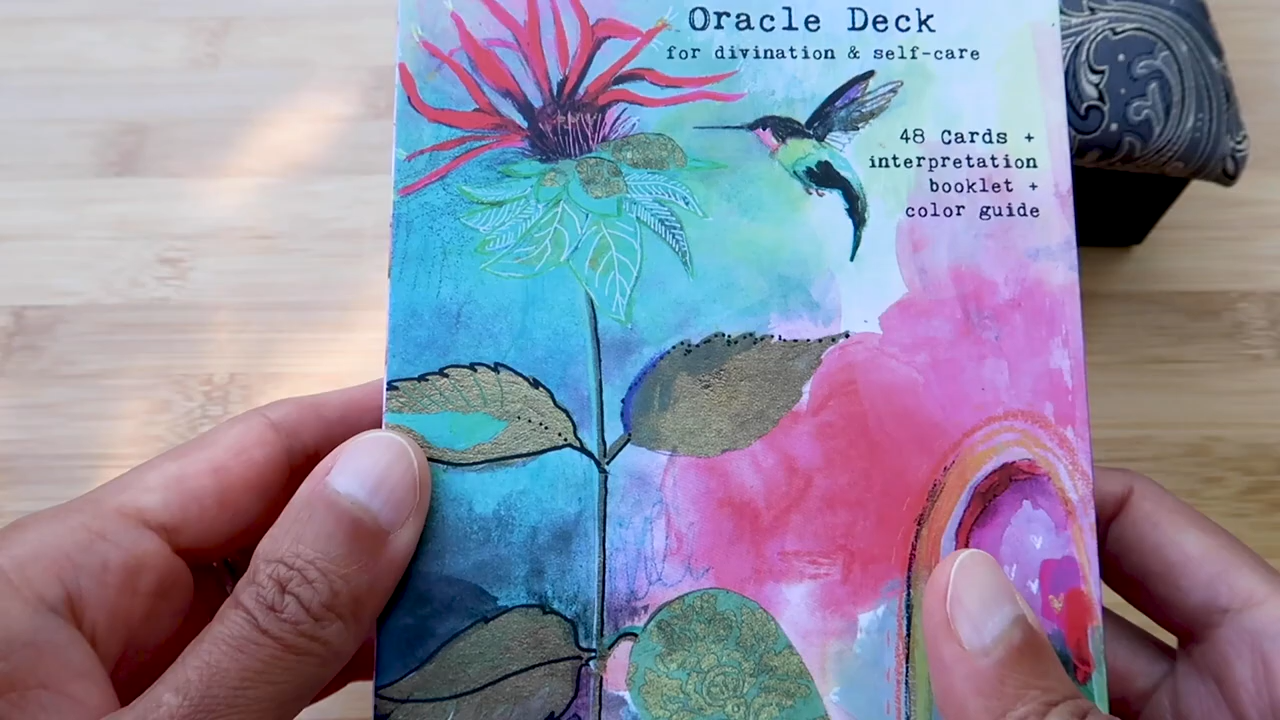 Oracle Deck
for divination & self-care
48 Cards +
interpretation
booklet +
color guide